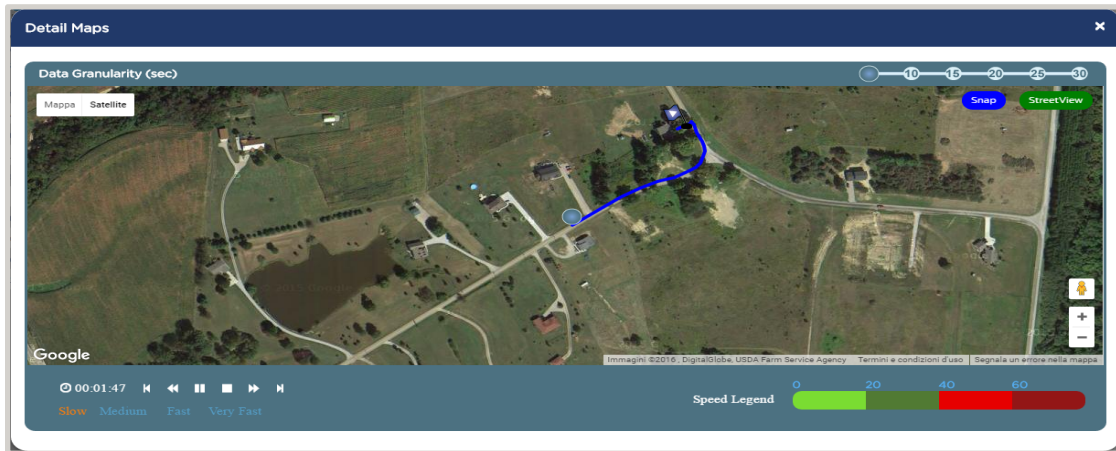 Detail Maps ×
Data Granularity (sec) 10 15 20 25 30
Mappa Satellite Snap StreetView
Google
Immagini ©2016 , DigitalGlobe, USDA Farm Service Agency Termini e condizioni d'uso Segnala un errore nella mappa
00:01:47
Slow Medium Fast Very Fast
Speed Legend 0 20 40 60